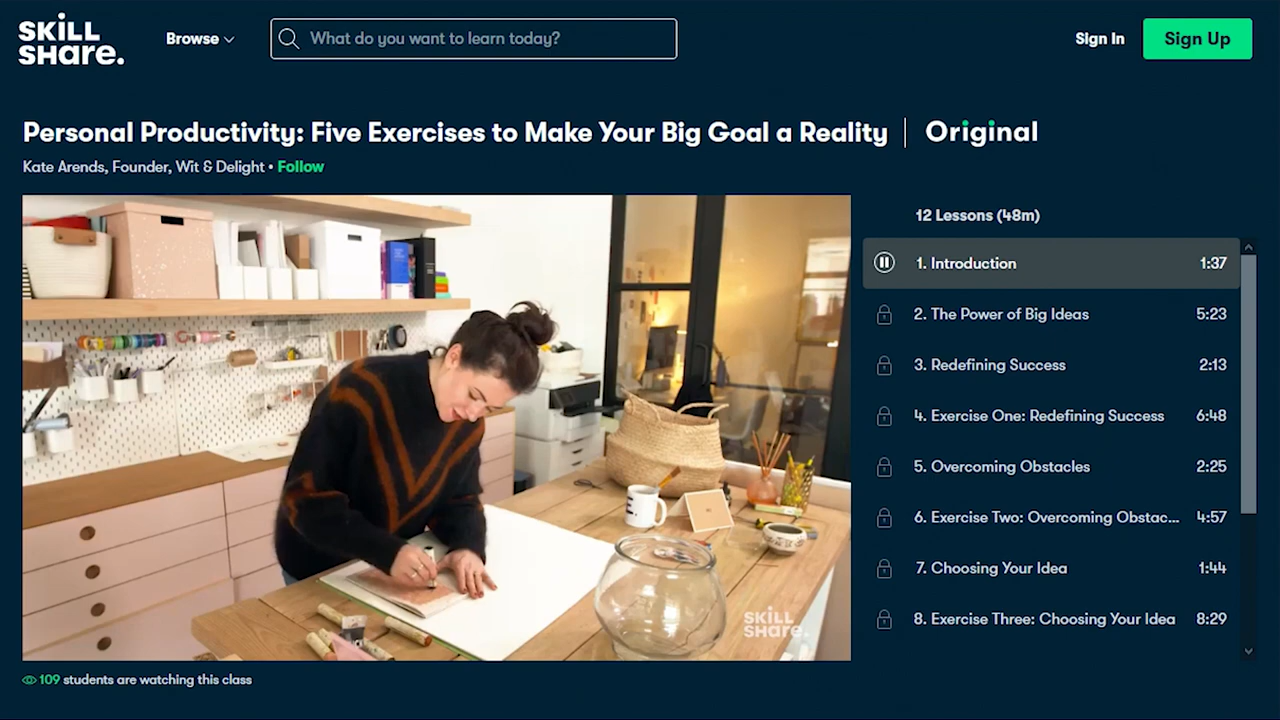 SKILL
SHARE.
Browse
What do you want to learn today?
Sign In
Sign Up
Personal Productivity: Five Exercises to Make Your Big Goal a Reality
Original
Kate Arends, Founder, Wit & Delight • Follow
12 Lessons (48m)
1. Introduction 1:37
2. The Power of Big Ideas 5:23
3. Redefining Success 2:13
4. Exercise One: Redefining Success 6:48
5. Overcoming Obstacles 2:25
6. Exercise Two: Overcoming Obstac... 4:57
7. Choosing Your Idea 1:44
8. Exercise Three: Choosing Your Idea 8:29
E.
SKILL
SHARE.
109 students are watching this class